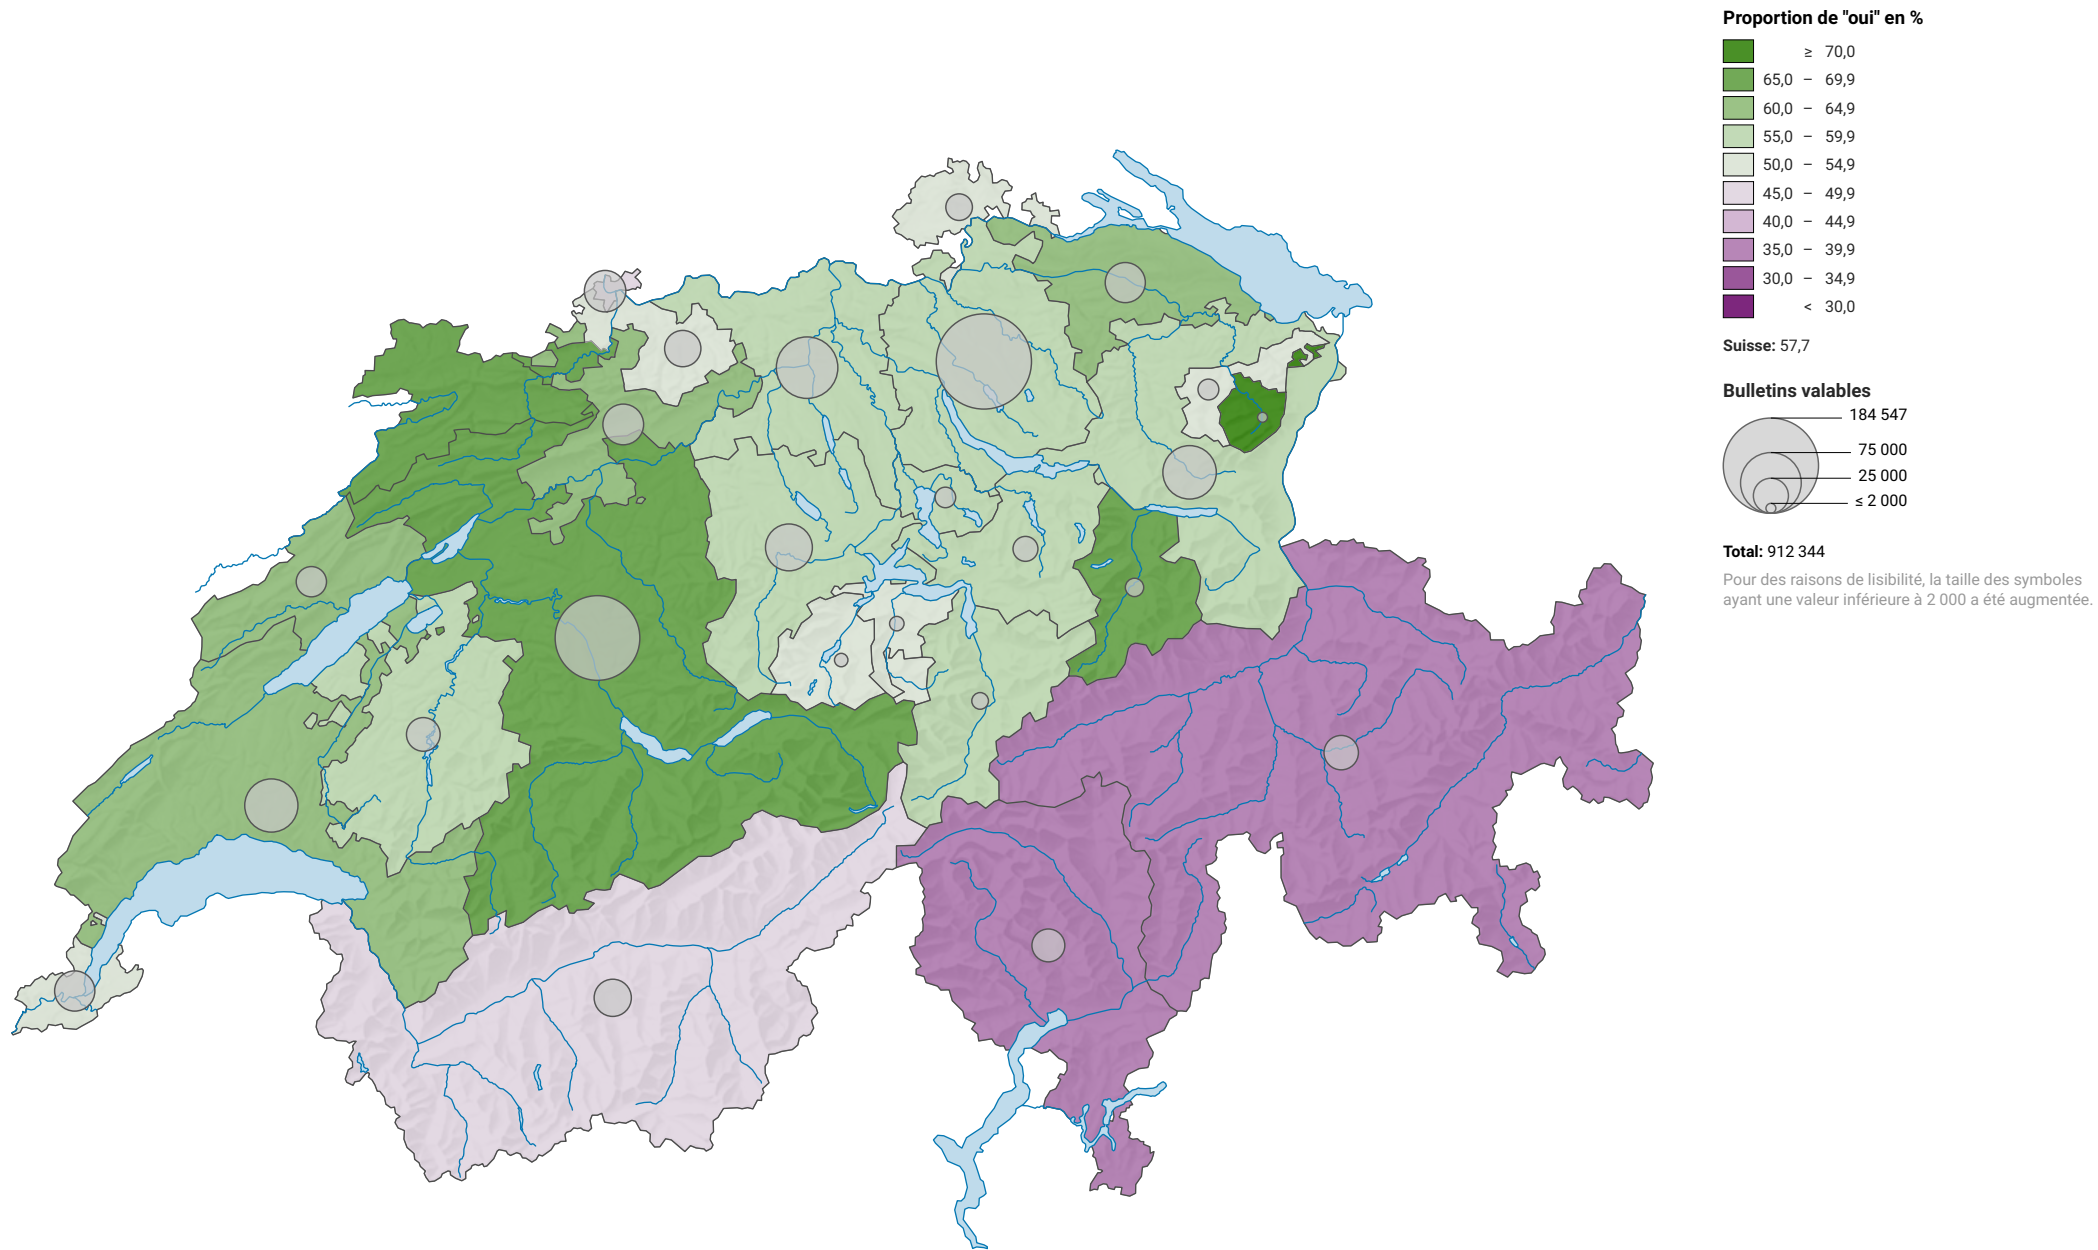 Proportion de "oui" en %
≥ 70,0
65,0 – 69,9
60,0 – 64,9
55,0 – 59,9
50,0 – 54,9
45,0 – 49,9
40,0 – 44,9
35,0 – 39,9
30,0 – 34,9
< 30,0
Suisse: 57,7
Bulletins valables
184 547
75 000
25 000
≤ 2 000
Total: 912 344
Pour des raisons de lisibilité, la taille des symboles
ayant une valeur inférieure à 2 000 a été augmentée.